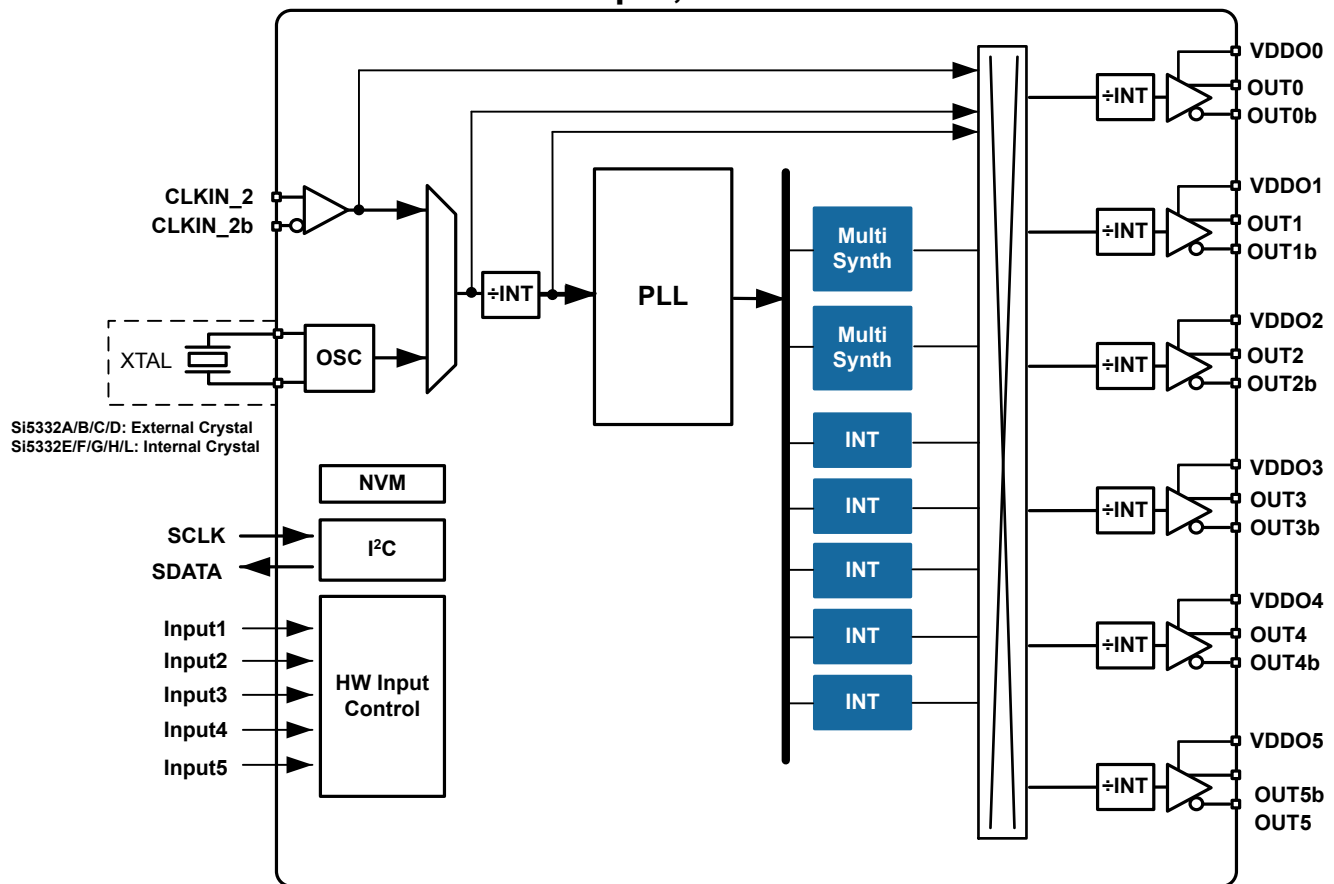 VDDO0
OUT0
OUT0b
÷INT
CLKIN_2
CLKIN_2b
VDDO1
OUT1
OUT1b
÷INT
Multi
Synth
÷INT
PLL
Multi
Synth
VDDO2
OUT2
OUT2b
÷INT
XTAL
OSC
Si5332A/B/C/D: External Crystal
Si5332E/F/G/H/L: Internal Crystal
INT
INT
INT
INT
INT
NVM
SCLK
SDATA
I²C
VDDO3
OUT3
OUT3b
÷INT
Input1
Input2
Input3
Input4
Input5
HW Input
Control
VDDO4
OUT4
OUT4b
÷INT
VDDO5
÷INT
OUT5b
OUT5